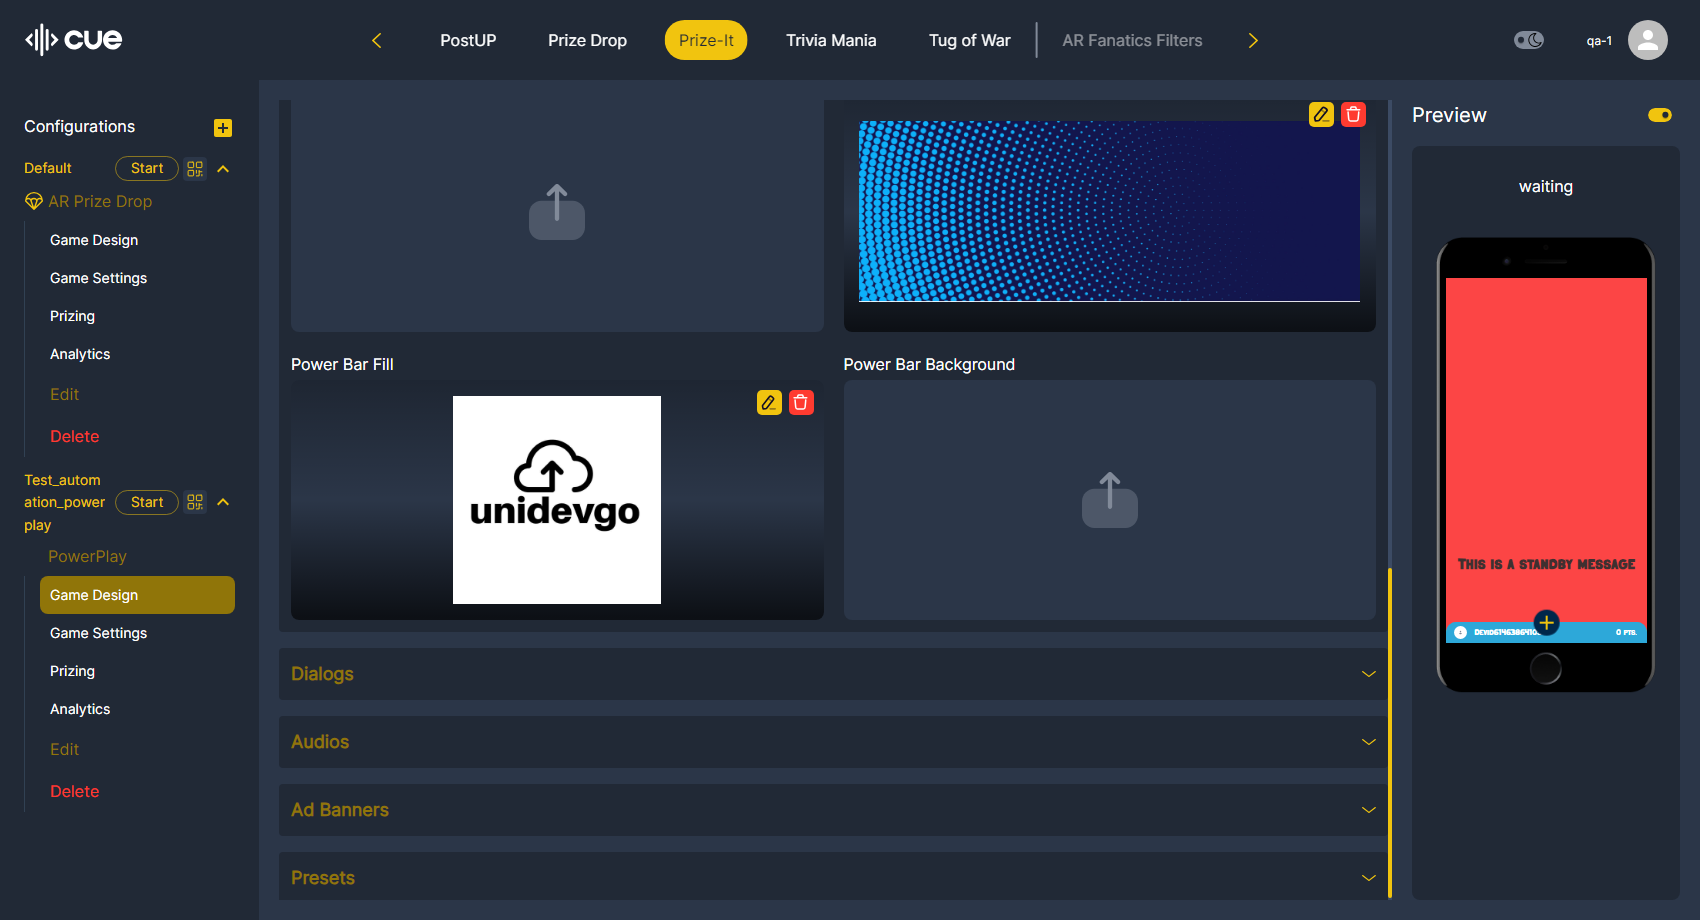 cue
PostUP
Prize Drop
Prize-It
Trivia Mania
Tug of War
AR Fanatics Filters
qa-1
Configurations
Default
Start
AR Prize Drop
Game Design
Game Settings
Prizing
Analytics
Edit
Delete
Test_autom
ation_power
play
Start
PowerPlay
Game Design
Game Settings
Prizing
Analytics
Edit
Delete
Power Bar Fill
Power Bar Background
unidevgo
Dialogs
Audios
Ad Banners
Presets
Preview
waiting
This is a standby message
0 pts.